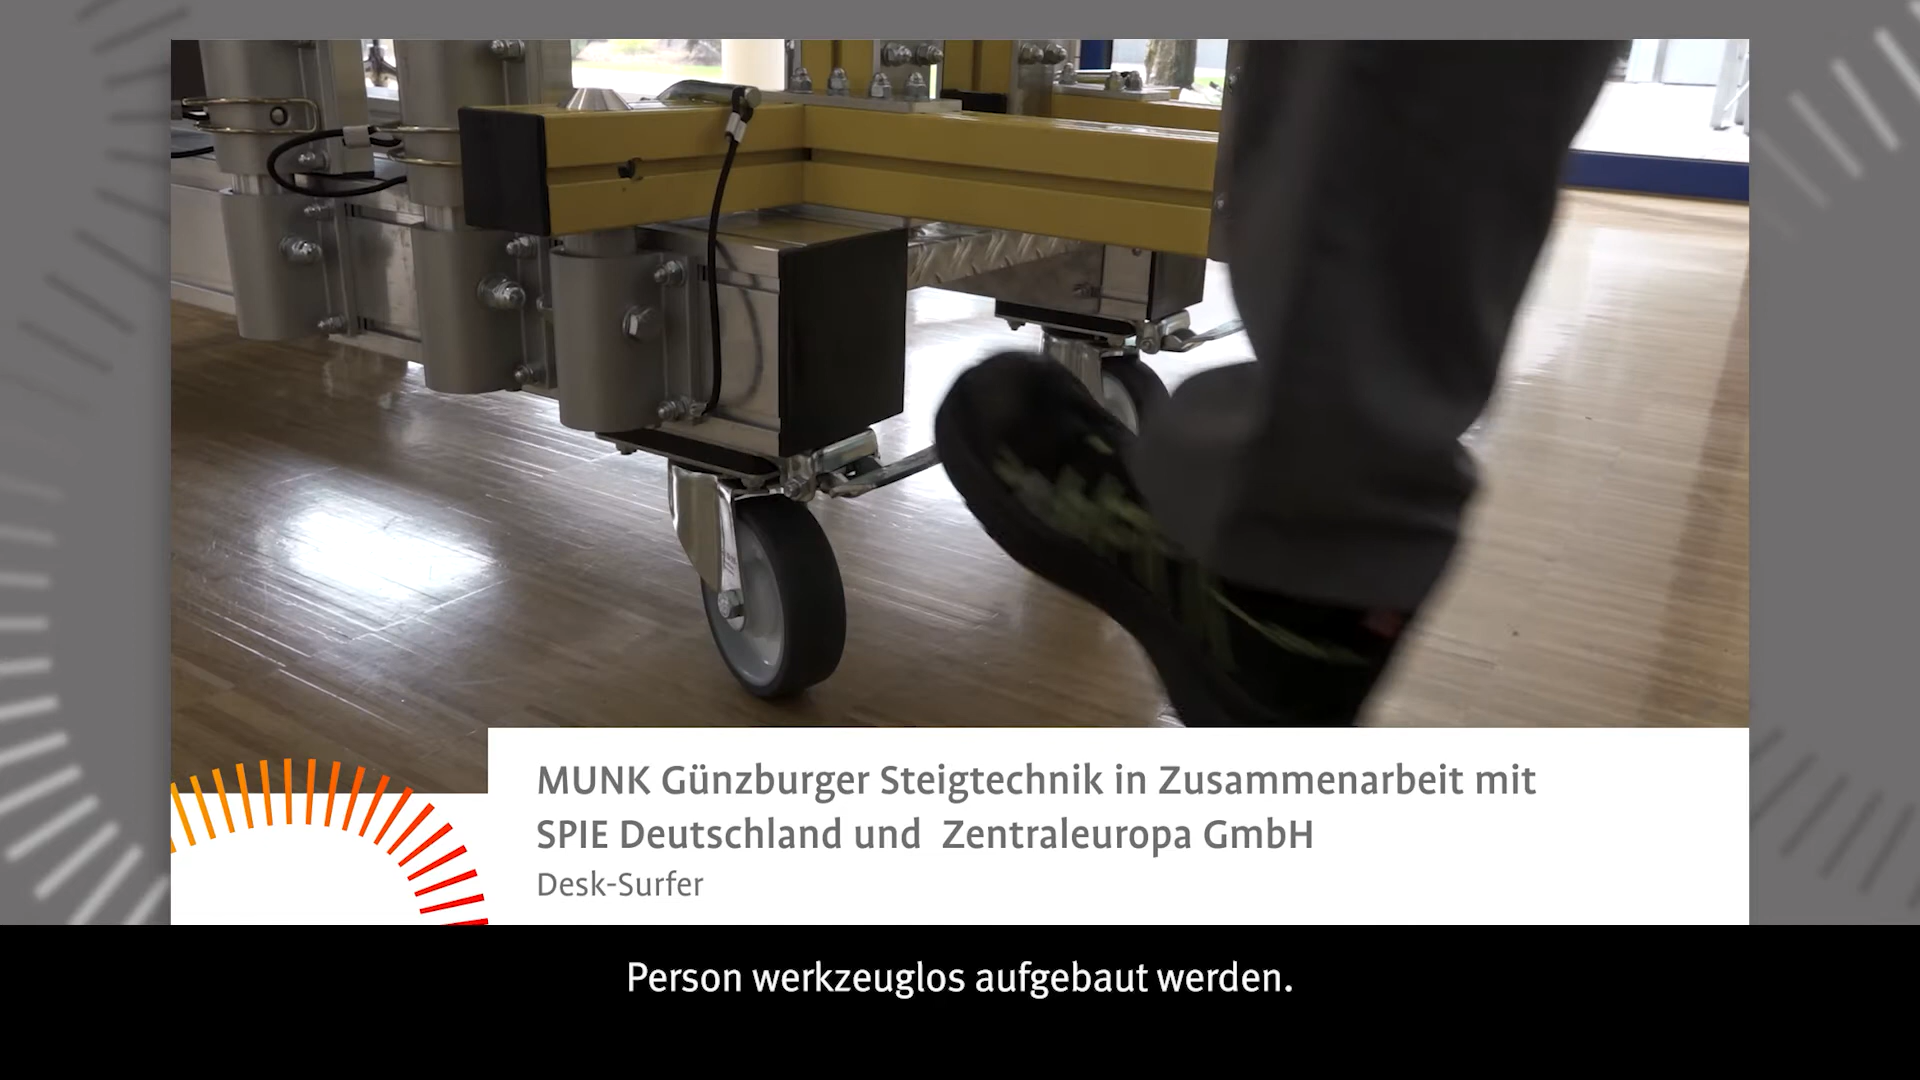 MUNK Günzburger Steigtechnik in Zusammenarbeit mit
SPIE Deutschland und  Zentraleuropa GmbH
Desk-Surfer
Person werkzeuglos aufgebaut werden.